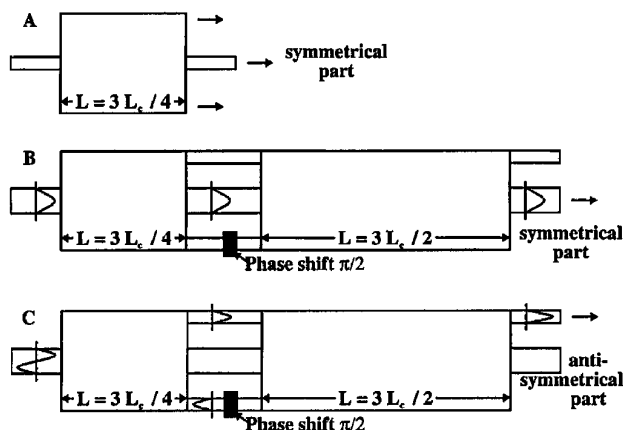 A
symmetrical
part
L = 3 Lc / 4
B
L = 3 Lc / 4
L = 3 Lc / 2
symmetrical
part
Phase shift π/2
C
anti-
symmetrical
part
L = 3 Lc / 4
L = 3 Lc / 2
Phase shift π/2